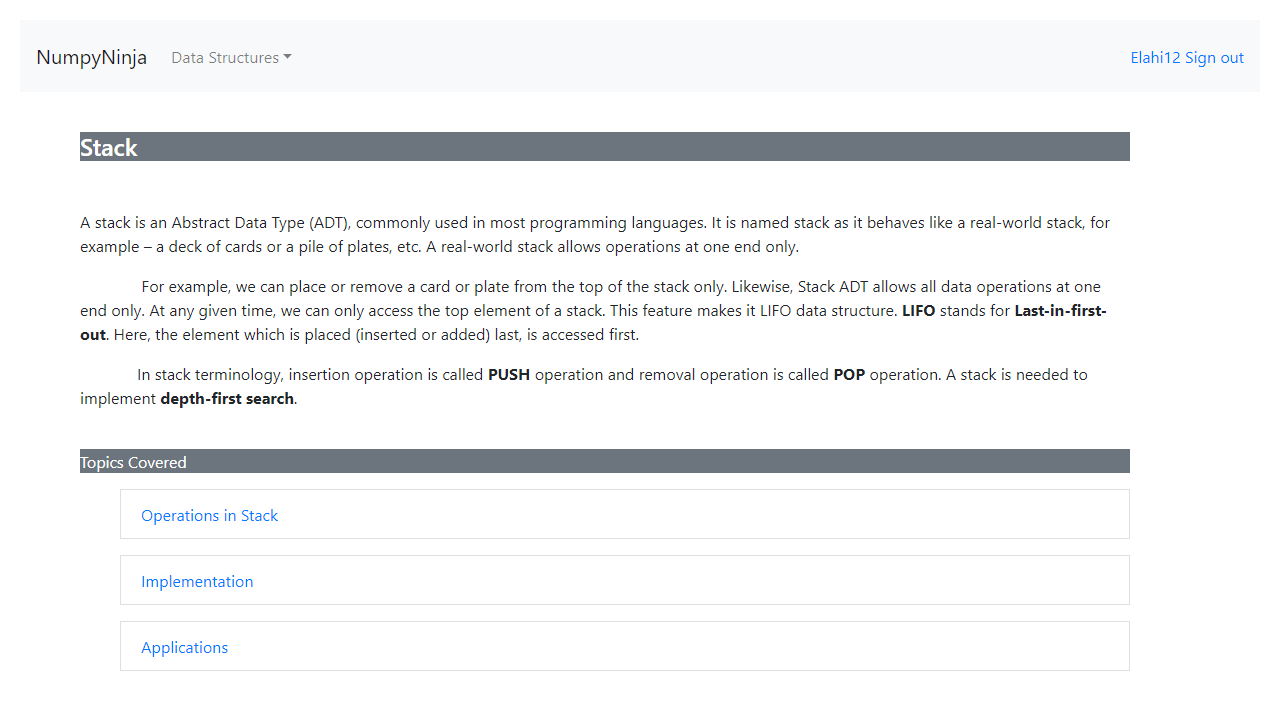 NumpyNinja Data Structures Elahi12 Sign out
Stack
A stack is an Abstract Data Type (ADT), commonly used in most programming languages. It is named stack as it behaves like a real-world stack, for
example – a deck of cards or a pile of plates, etc. A real-world stack allows operations at one end only.
For example, we can place or remove a card or plate from the top of the stack only. Likewise, Stack ADT allows all data operations at one
end only. At any given time, we can only access the top element of a stack. This feature makes it LIFO data structure. LIFO stands for Last-in-first-
out. Here, the element which is placed (inserted or added) last, is accessed first.
In stack terminology, insertion operation is called PUSH operation and removal operation is called POP operation. A stack is needed to
implement depth-first search.
Topics Covered
Operations in Stack
Implementation
Applications